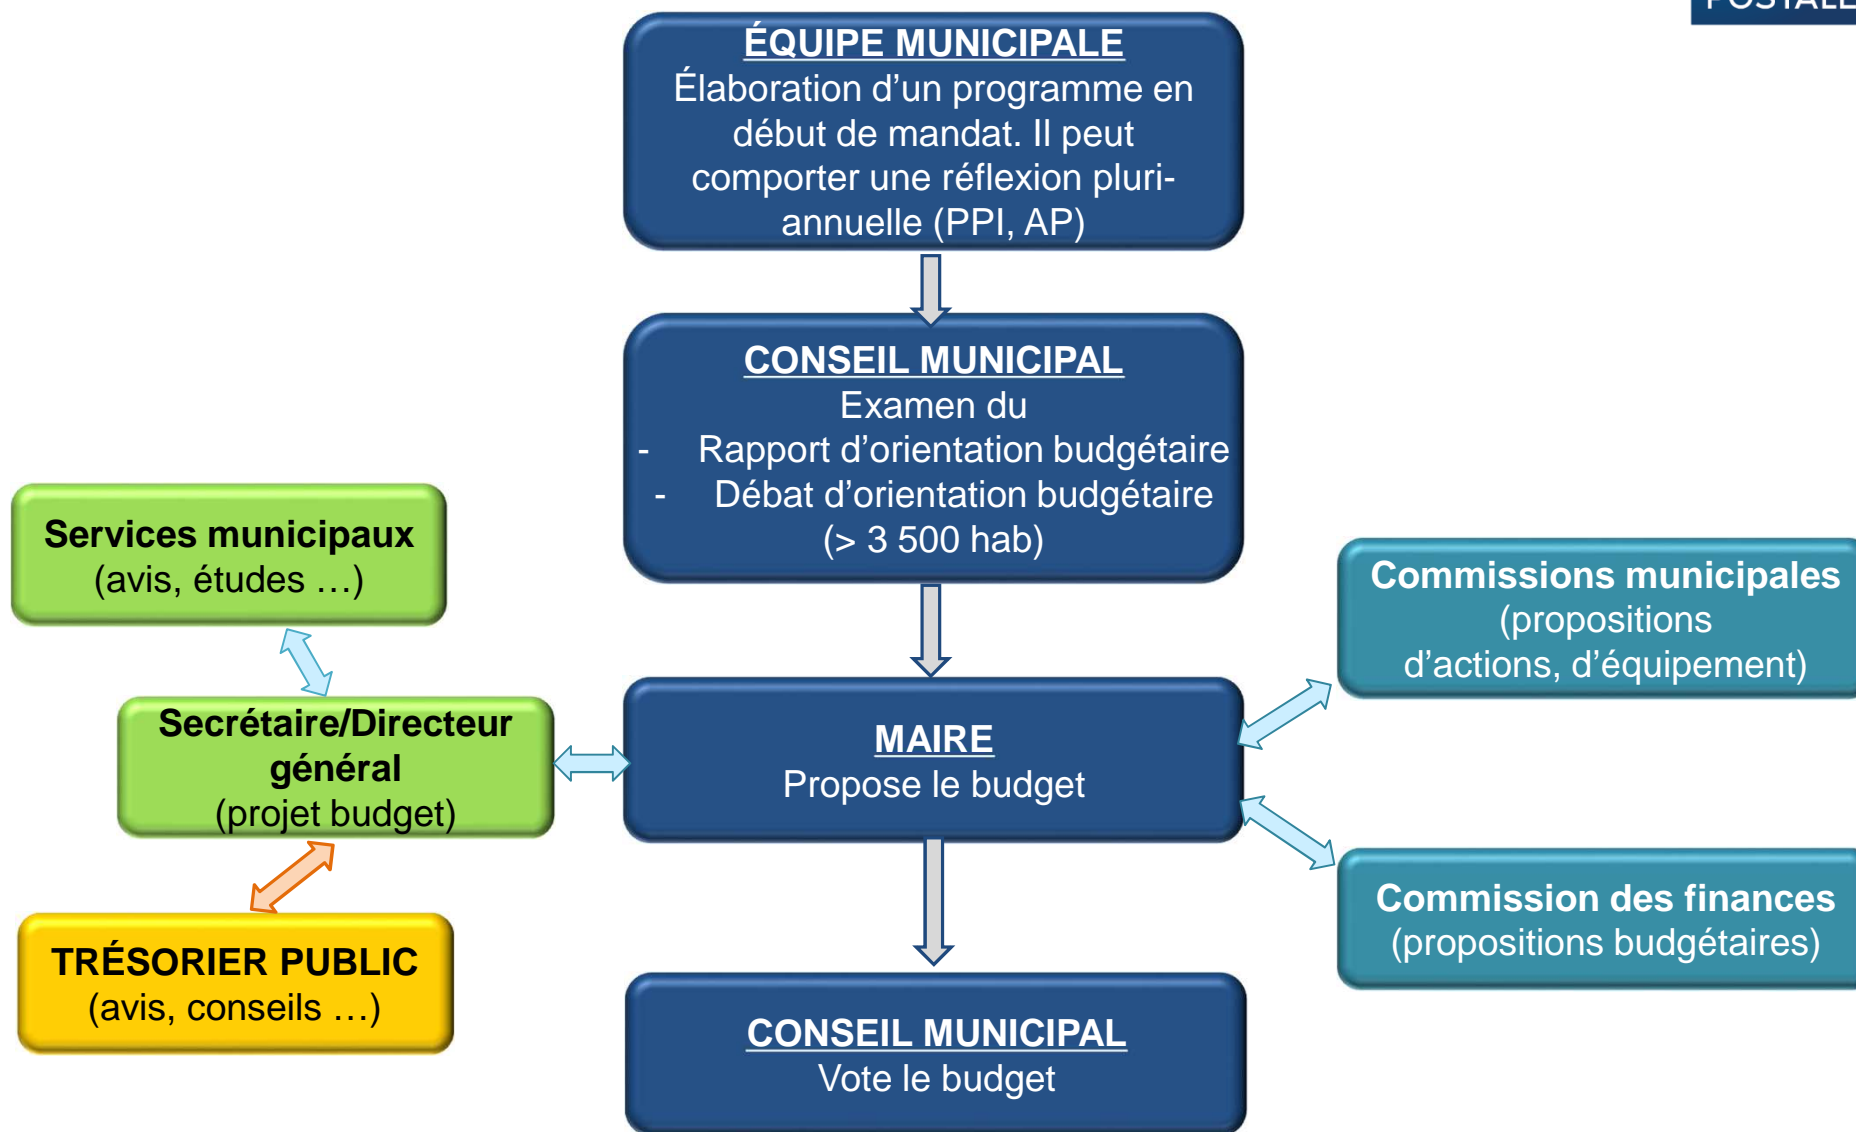 POSTALE
ÉQUIPE MUNICIPALE
Élaboration d’un programme en
début de mandat. Il peut
comporter une réflexion pluri-
annuelle (PPI, AP)
CONSEIL MUNICIPAL
Examen du
- Rapport d’orientation budgétaire
- Débat d’orientation budgétaire
(> 3 500 hab)
Services municipaux
(avis, études …)
Commissions municipales
(propositions
d’actions, d’équipement)
Secrétaire/Directeur
général
(projet budget)
MAIRE
Propose le budget
Commission des finances
(propositions budgétaires)
TRÉSORIER PUBLIC
(avis, conseils …)
CONSEIL MUNICIPAL
Vote le budget